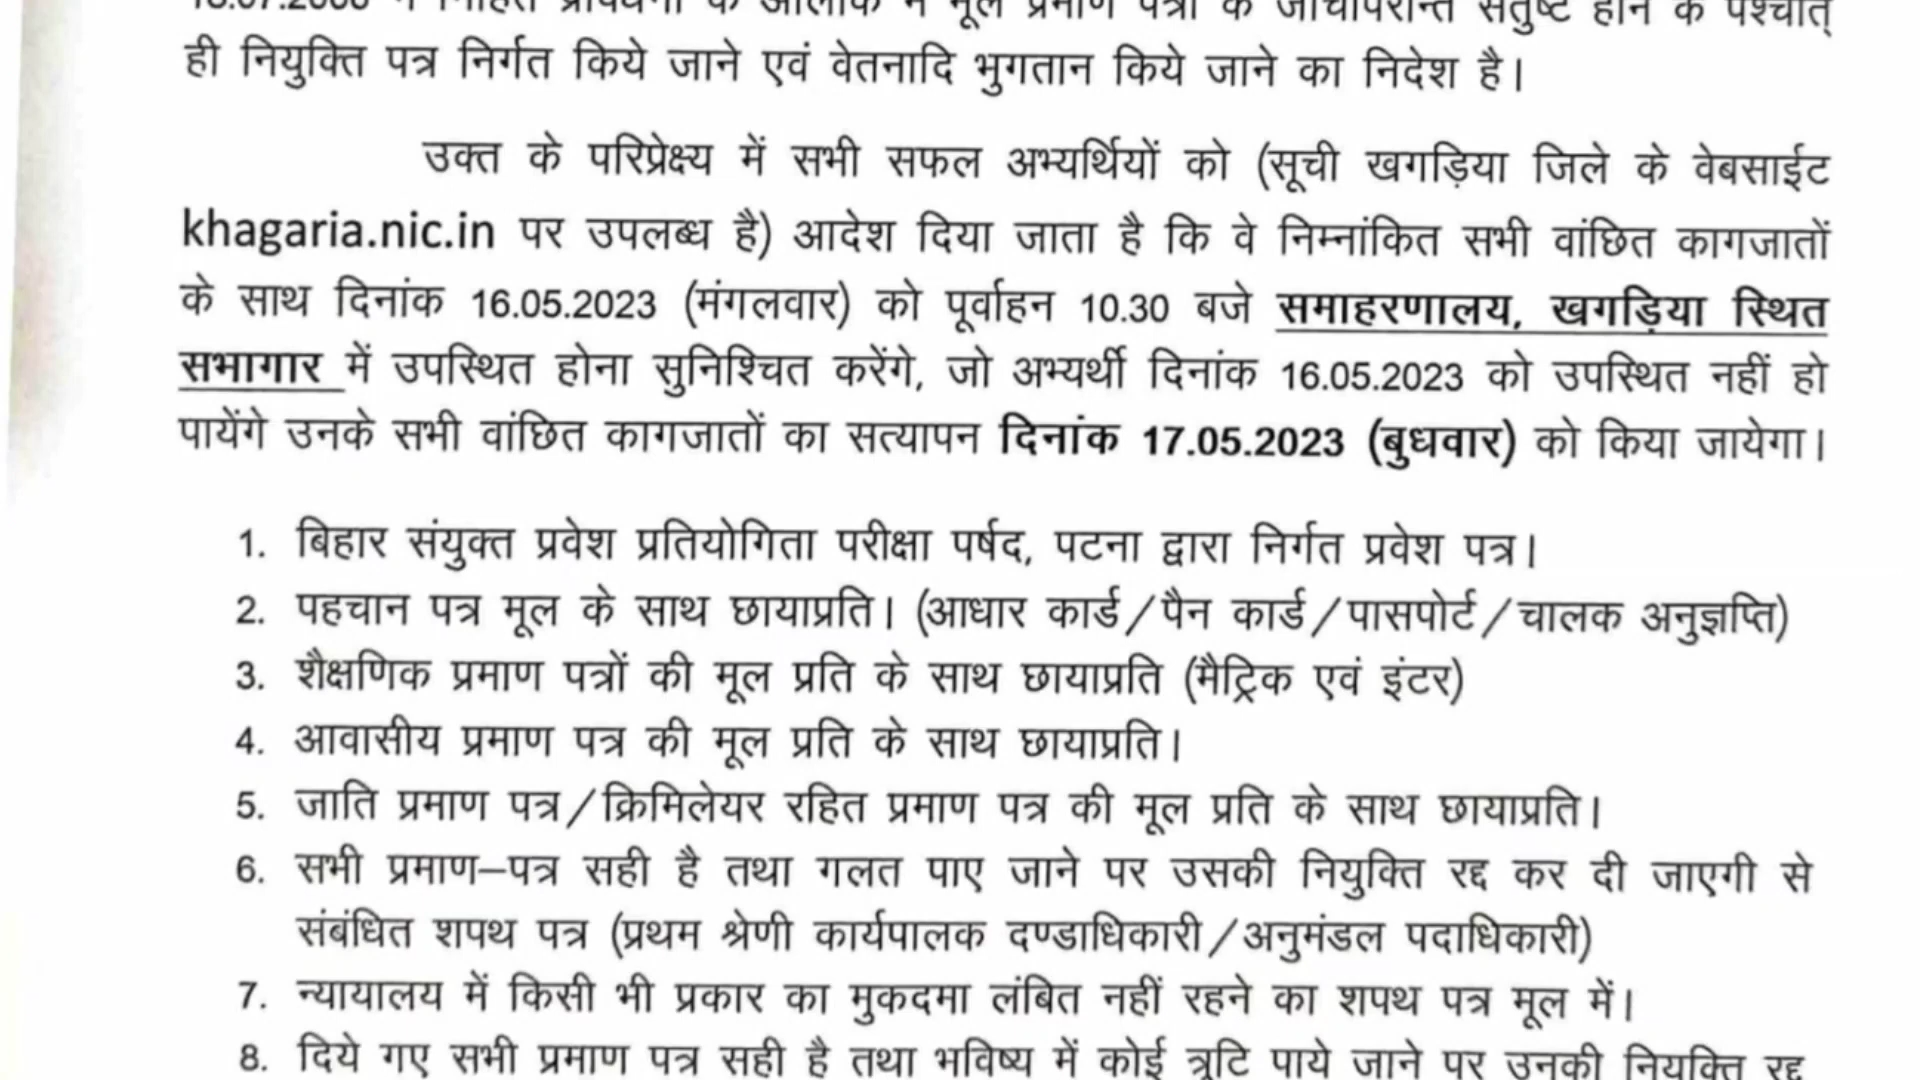 में निहित प्रावधानों के आलोक में मूल प्रमाण पत्रों के जाँचोपरान्त संतुष्ट होने के पश्चात्
ही नियुक्ति पत्र निर्गत किये जाने एवं वेतनादि भुगतान किये जाने का निदेश है।
उक्त के परिप्रेक्ष्य में सभी सफल अभ्यर्थियों को (सूची खगड़िया जिले के वेबसाईट
khagaria.nic.in पर उपलब्ध है) आदेश दिया जाता है कि वे निम्नांकित सभी वांछित कागजातों
के साथ दिनांक 16.05.2023 (मंगलवार) को पूर्वाहन 10.30 बजे समाहरणालय, खगड़िया स्थित
सभागार में उपस्थित होना सुनिश्चित करेंगे, जो अभ्यर्थी दिनांक 16.05.2023 को उपस्थित नहीं हो
पायेंगे उनके सभी वांछित कागजातों का सत्यापन दिनांक 17.05.2023 (बुधवार) को किया जायेगा।
1. बिहार संयुक्त प्रवेश प्रतियोगिता परीक्षा पर्षद, पटना द्वारा निर्गत प्रवेश पत्र।
2. पहचान पत्र मूल के साथ छायाप्रति। (आधार कार्ड/पैन कार्ड/पासपोर्ट/चालक अनुज्ञप्ति)
3. शैक्षणिक प्रमाण पत्रों की मूल प्रति के साथ छायाप्रति (मैट्रिक एवं इंटर)
4. आवासीय प्रमाण पत्र की मूल प्रति के साथ छायाप्रति।
5. जाति प्रमाण पत्र/क्रिमिलेयर रहित प्रमाण पत्र की मूल प्रति के साथ छायाप्रति।
6. सभी प्रमाण–पत्र सही है तथा गलत पाए जाने पर उसकी नियुक्ति रद्द कर दी जाएगी से
संबंधित शपथ पत्र (प्रथम श्रेणी कार्यपालक दण्डाधिकारी/अनुमंडल पदाधिकारी)
7. न्यायालय में किसी भी प्रकार का मुकदमा लंबित नहीं रहने का शपथ पत्र मूल में।
8. दिये गए सभी प्रमाण पत्र सही है तथा भविष्य में कोई त्रुटि पाये जाने पर उनकी नियुक्ति रद्द